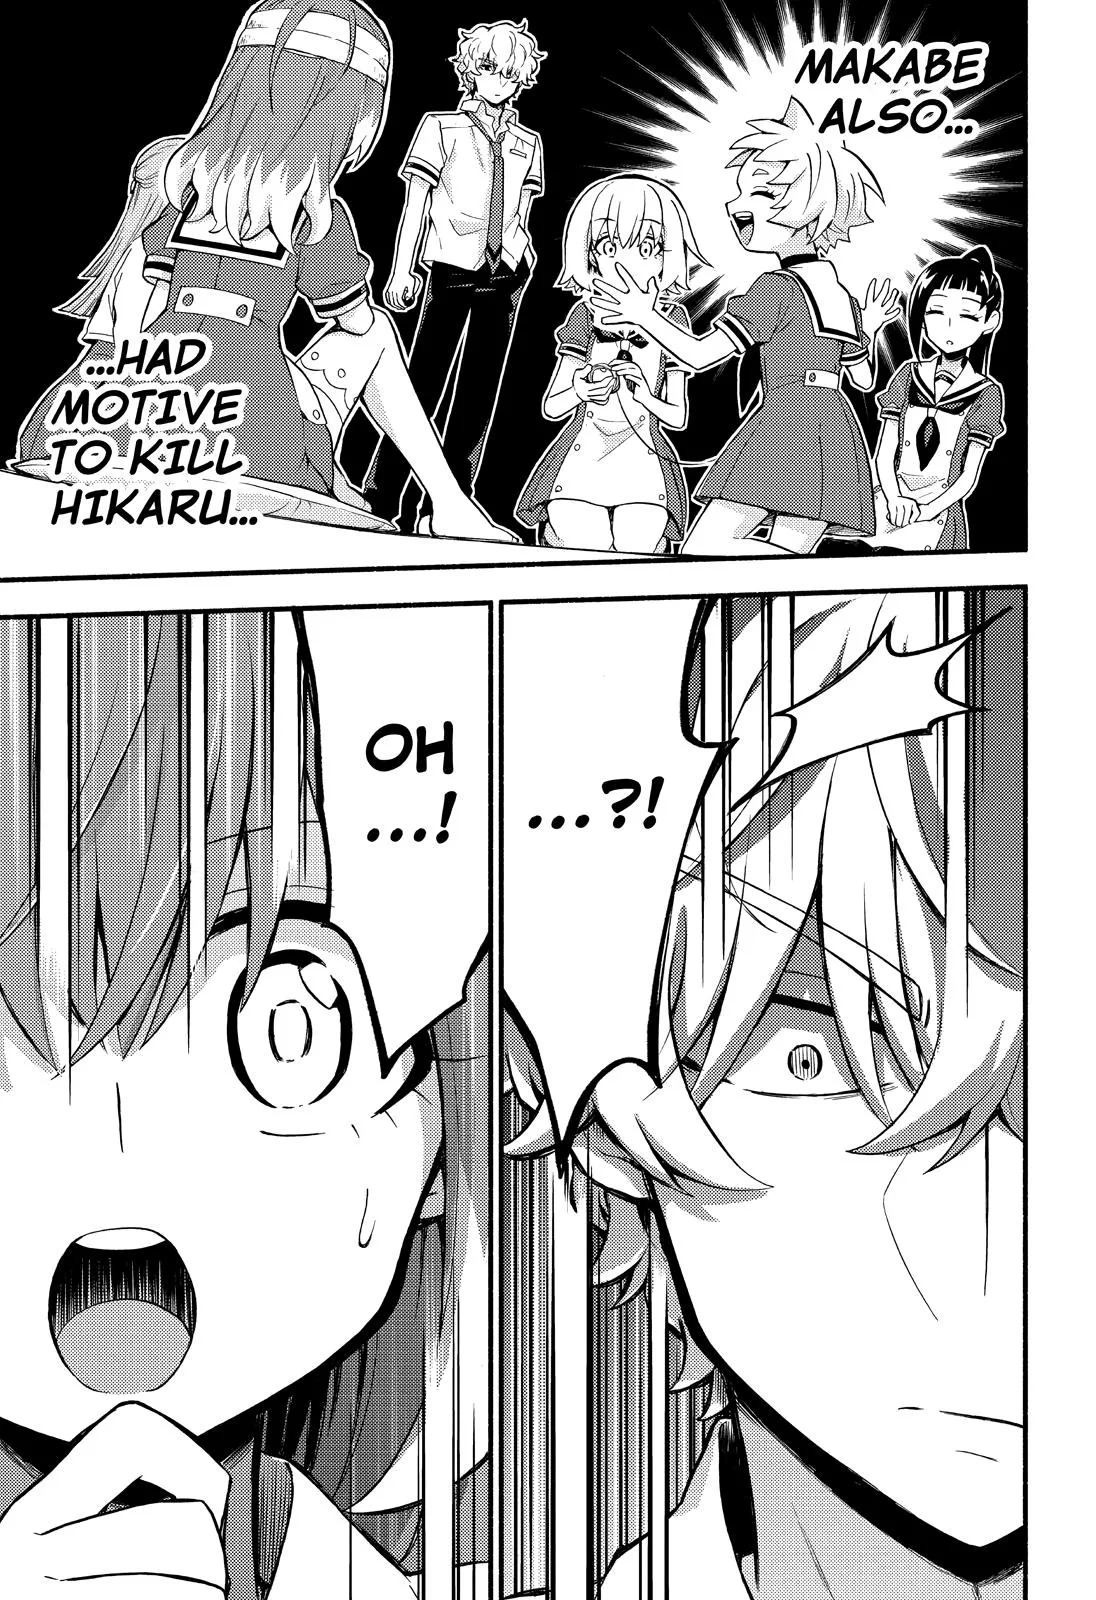 MAKABE
ALSO...
...HAD
MOTIVE
TO KILL
HIKARU...
...?!
OH
...!